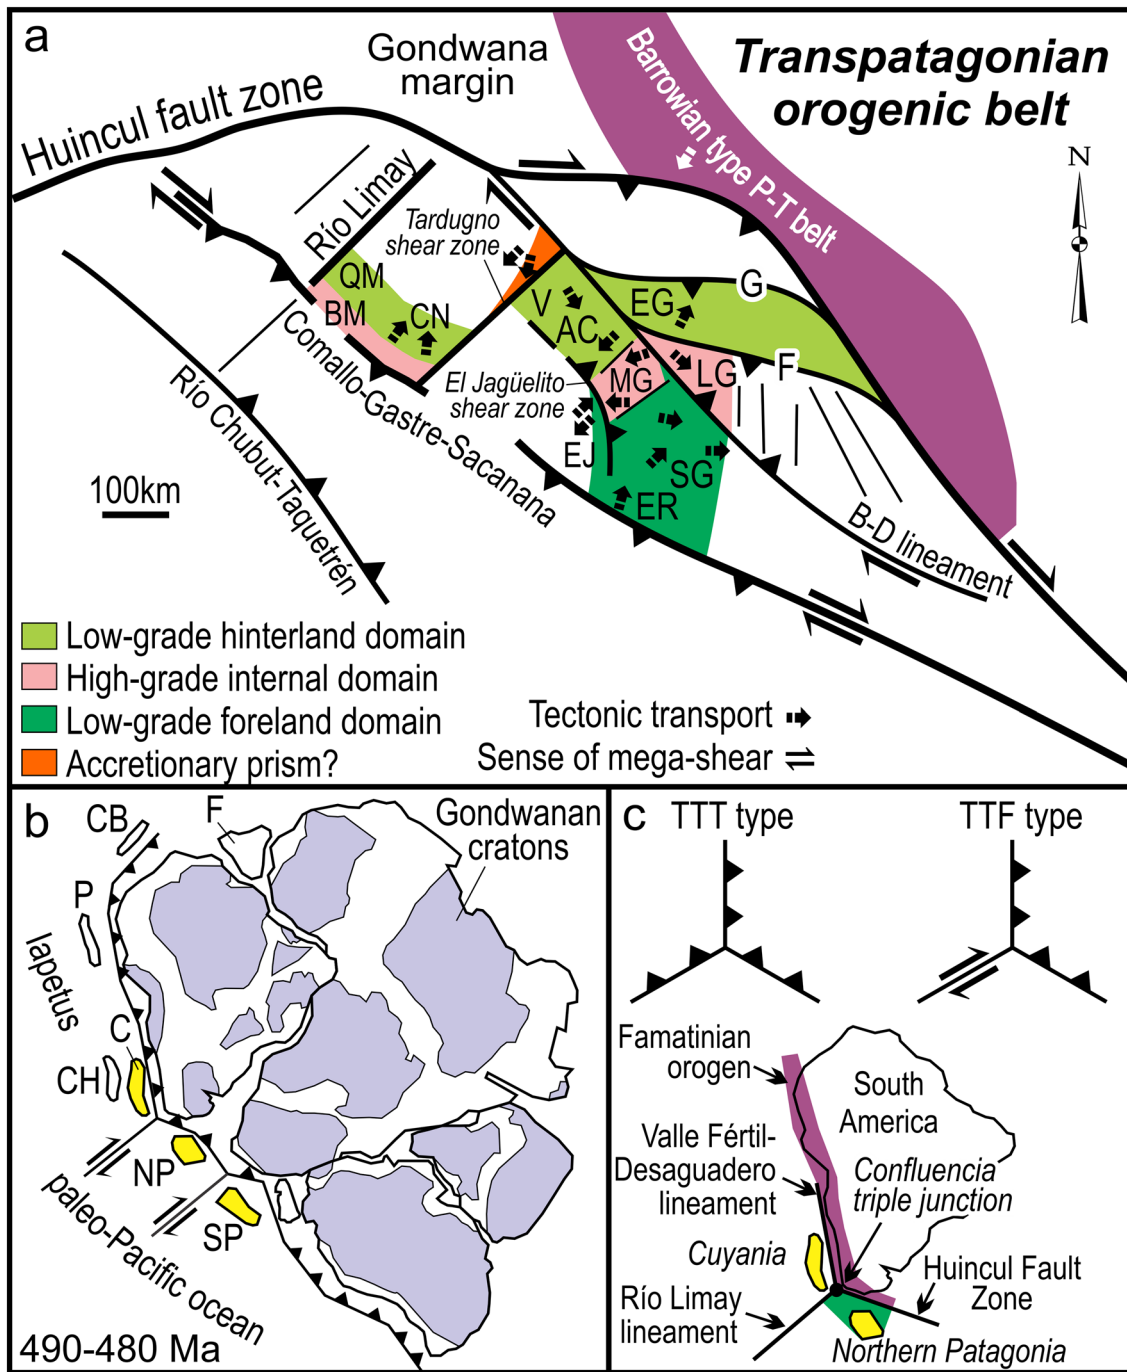 a
Gondwana
margin
Transpatagonian
orogenic belt
Huincul fault zone
Barrowian type P-T belt
N
Río Limay
Tardugno
shear zone
QM
BM
CN
V
AC
EG
G
F
MG
LG
El Jagüelito
shear zone
EJ
SG
ER
Comallo-Gastre-Sacanana
Río Chubut-Taquetrén
B-D lineament
100km
Low-grade hinterland domain
High-grade internal domain
Low-grade foreland domain
Accretionary prism?
Tectonic transport
Sense of mega-shear
b
CB
F
Gondwanan
cratons
P
Iapetus
C
CH
NP
SP
paleo-Pacific ocean
490-480 Ma
c
TTT type
TTF type
Famatinian
orogen
South
America
Valle Fértil-
Desaguadero
lineament
Confluencia
triple junction
Cuyania
Río Limay
lineament
Huincul Fault
Zone
Northern Patagonia